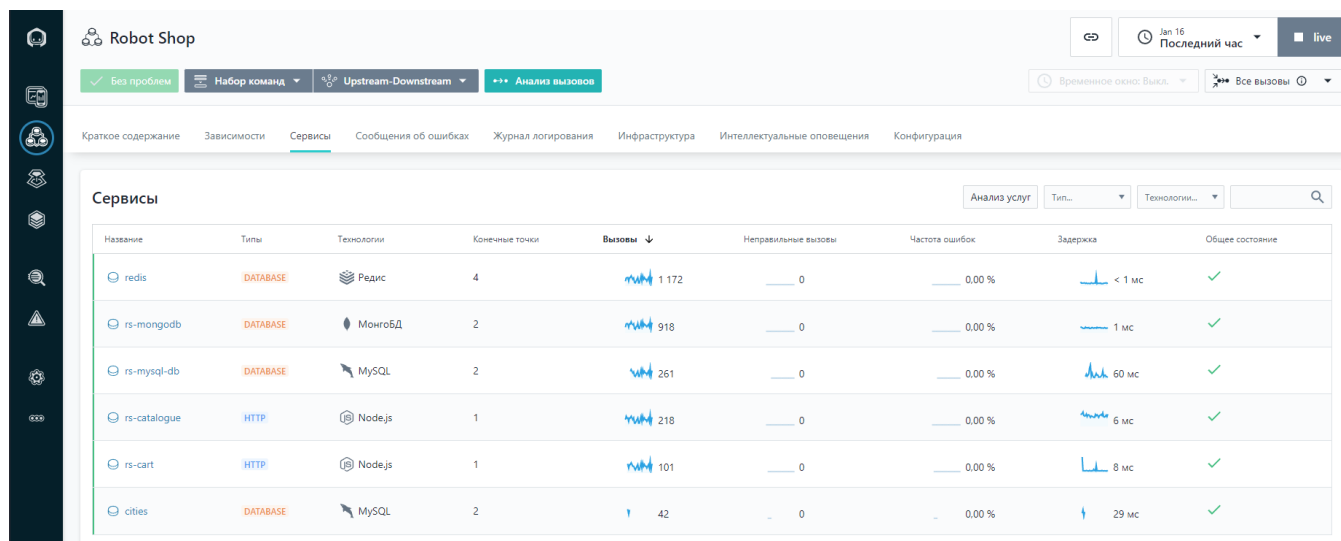 Robot Shop
Jan 16
Последний час
live
Без проблем
Набор команд
Upstream-Downstream
Анализ вызовов
Временное окно: Выкл.
Все вызовы
Краткое содержание Зависимости Сервисы Сообщения об ошибках Журнал логирования Инфраструктура Интеллектуальные оповещения Конфигурация
Сервисы
Анализ услуг Тип... Технологии...
Название Типы Технологии Конечные точки Вызовы Неправильные вызовы Частота ошибок Задержка Общее состояние
redis DATABASE Редис 4 1 172 0 0,00 % < 1 мс
rs-mongodb DATABASE МонгоБД 2 918 0 0,00 % 1 мс
rs-mysql-db DATABASE MySQL 2 261 0 0,00 % 60 мс
rs-catalogue HTTP JS Node.js 1 218 0 0,00 % 6 мс
rs-cart HTTP JS Node.js 1 101 0 0,00 % 8 мс
cities DATABASE MySQL 2 42 0 0,00 % 29 мс